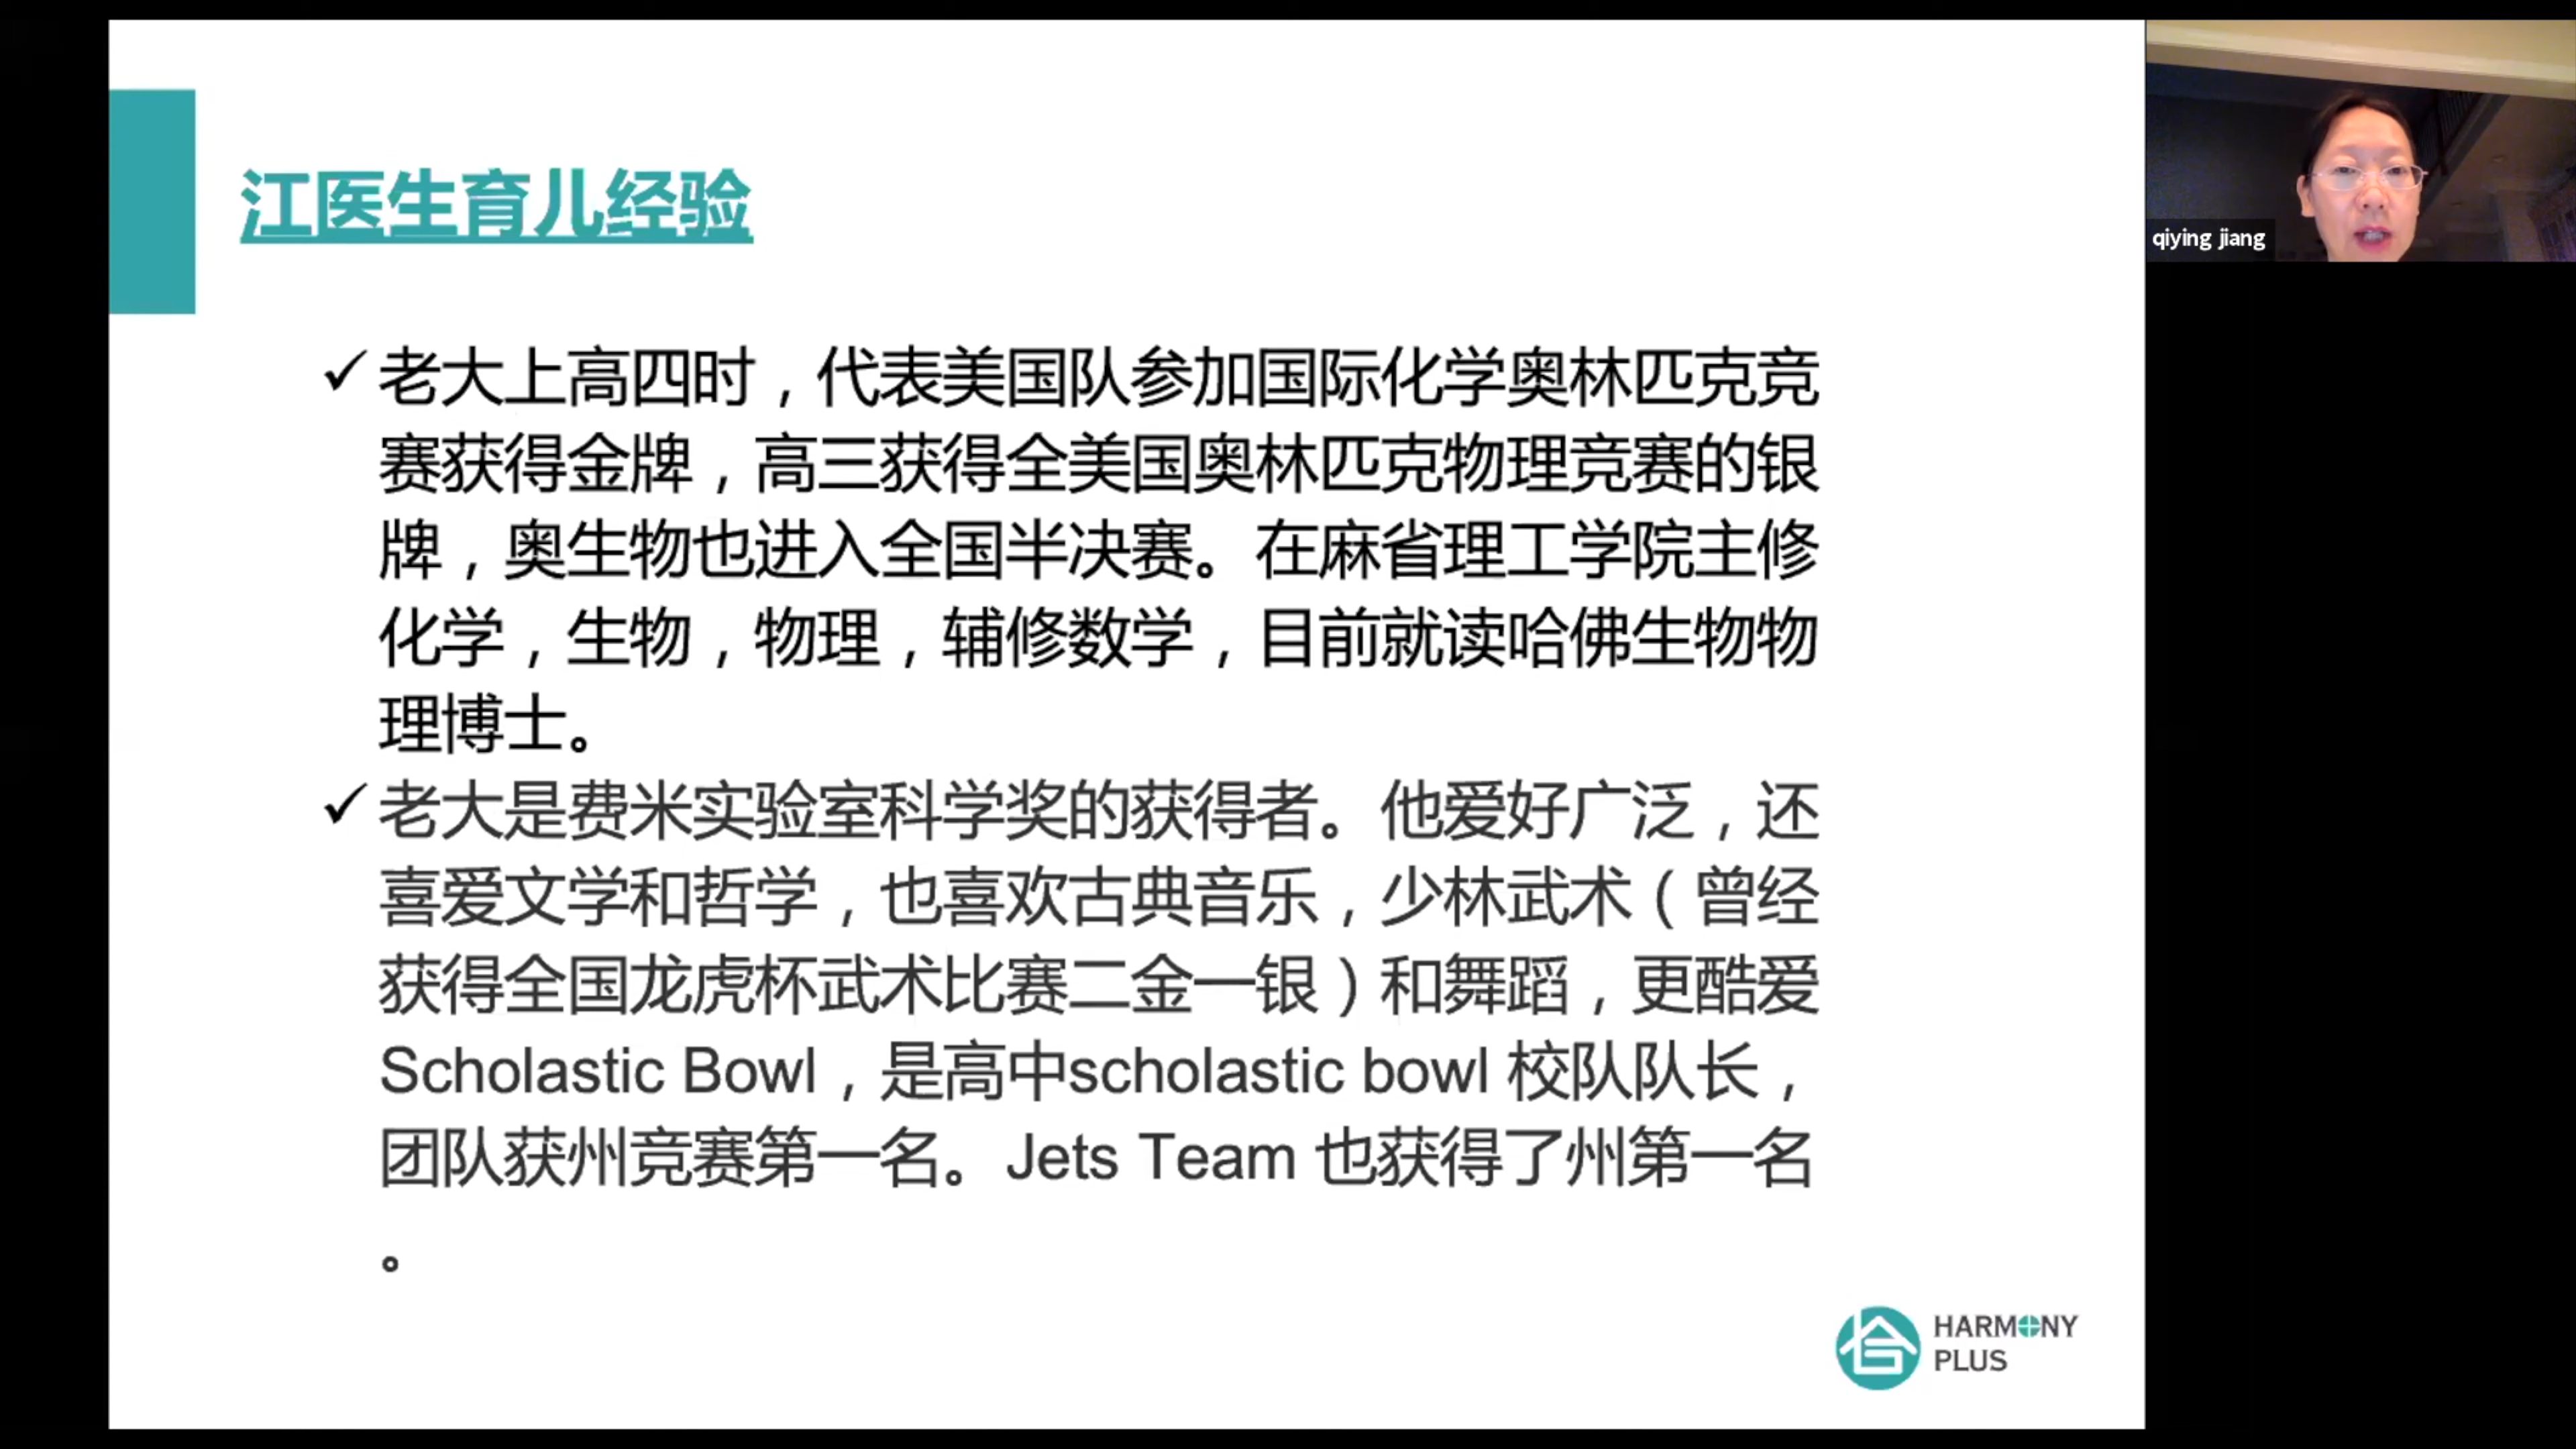 江医生育儿经验
qiying jiang
✓老大上高四时，代表美国队参加国际化学奥林匹克竞
赛获得金牌，高三获得全美国奥林匹克物理竞赛的银
牌，奥生物也进入全国半决赛。在麻省理工学院主修
化学，生物，物理，辅修数学，目前就读哈佛生物物
理博士。
✓老大是费米实验室科学奖的获得者。他爱好广泛，还
喜爱文学和哲学，也喜欢古典音乐，少林武术（曾经
获得全国龙虎杯武术比赛二金一银）和舞蹈，更酷爱
Scholastic Bowl，是高中scholastic bowl 校队队长，
团队获州竞赛第一名。Jets Team 也获得了州第一名
。
HARMONY
PLUS